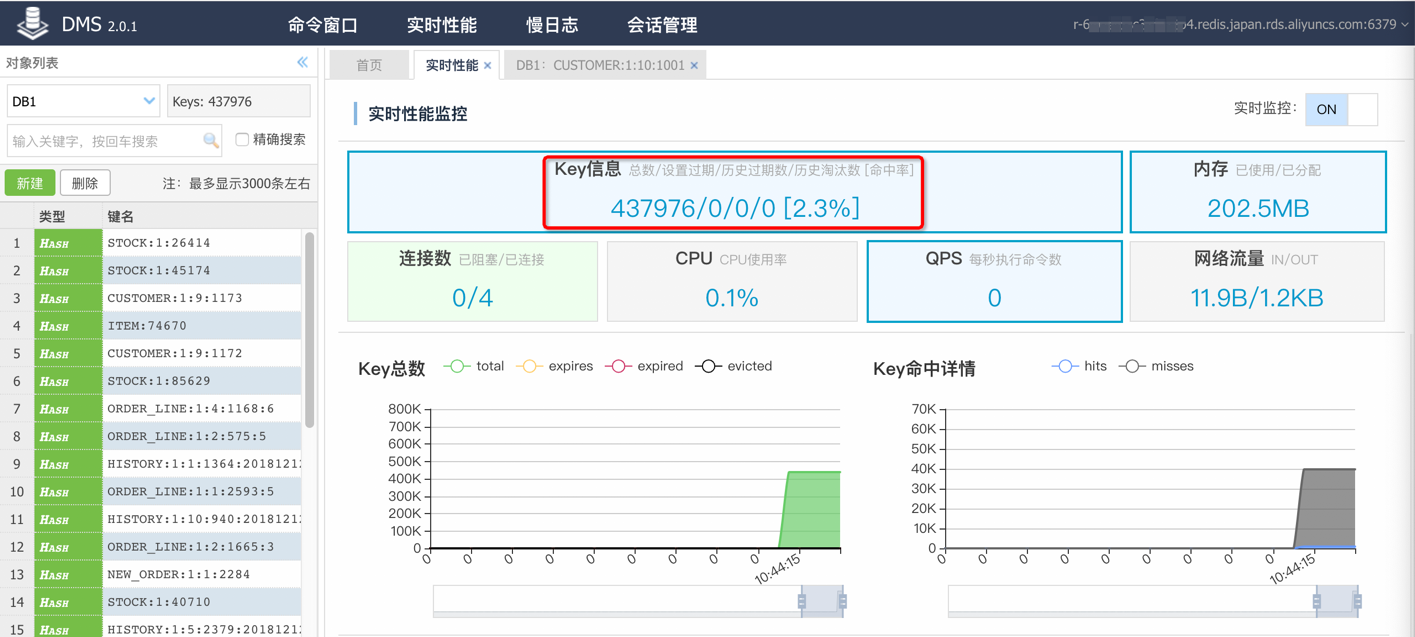 DMS 2.0.1 命令窗口 实时性能 慢日志 会话管理 p4.redis.japan.rds.aliyuncs.com:6379
对象列表 «
DB1 Keys: 437976
输入关键字，按回车搜索 精确搜索
新建 删除 注：最多显示3000条左右
类型 键名
1 HASH STOCK:1:26414
2 HASH STOCK:1:45174
3 HASH CUSTOMER:1:9:1173
4 HASH ITEM:74670
5 HASH CUSTOMER:1:9:1172
6 HASH STOCK:1:85629
7 HASH ORDER_LINE:1:4:1168:6
8 HASH ORDER_LINE:1:2:575:5
9 HASH HISTORY:1:1:1364:2018121
10 HASH ORDER_LINE:1:1:2593:5
11 HASH HISTORY:1:10:940:2018121
12 HASH ORDER_LINE:1:2:1665:3
13 HASH NEW_ORDER:1:1:2284
14 HASH STOCK:1:40710
15 HASH HISTORY:1:5:2379:201812
首页 实时性能 × DB1：CUSTOMER:1:10:1001 ×
实时性能监控 实时监控： ON
Key信息 总数/设置过期/历史过期数/历史淘汰数 [命中率]
437976/0/0/0 [2.3%]
内存 已使用/已分配
202.5MB
连接数 已阻塞/已连接
0/4
CPU CPU使用率
0.1%
QPS 每秒执行命令数
0
网络流量 IN/OUT
11.9B/1.2KB
Key总数 total expires expired evicted
800K
700K
600K
500K
400K
300K
200K
100K
0
0 0 0 0 0 0 0 0 0 10:44:15
Key命中详情 hits misses
70K
60K
50K
40K
30K
20K
10K
0
0 0 0 0 0 0 0 0 0 10:44:15